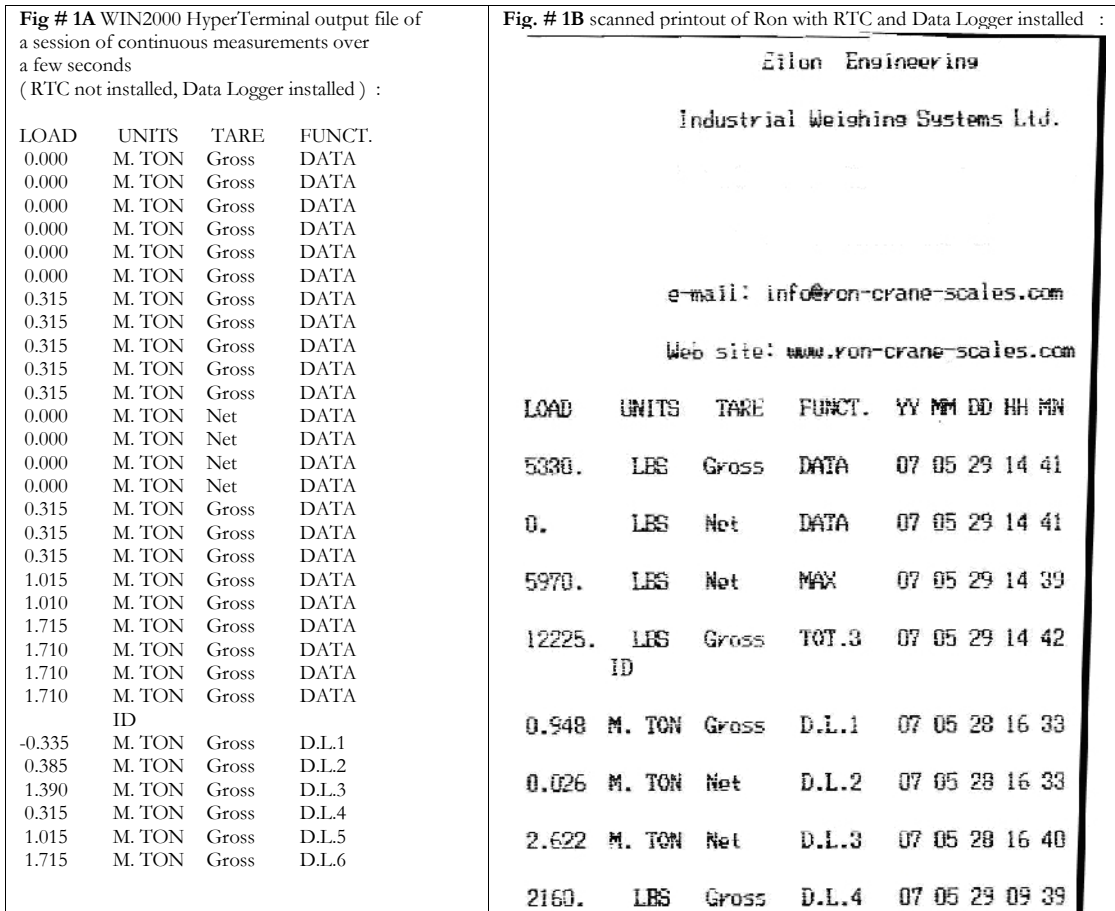 Fig # 1A WIN2000 HyperTerminal output file of
a session of continuous measurements over
a few seconds
( RTC not installed, Data Logger installed ) :
LOAD UNITS TARE FUNCT.
0.000 M. TON Gross DATA
0.000 M. TON Gross DATA
0.000 M. TON Gross DATA
0.000 M. TON Gross DATA
0.000 M. TON Gross DATA
0.000 M. TON Gross DATA
0.315 M. TON Gross DATA
0.315 M. TON Gross DATA
0.315 M. TON Gross DATA
0.315 M. TON Gross DATA
0.315 M. TON Gross DATA
0.000 M. TON Net DATA
0.000 M. TON Net DATA
0.000 M. TON Net DATA
0.000 M. TON Net DATA
0.315 M. TON Gross DATA
0.315 M. TON Gross DATA
0.315 M. TON Gross DATA
1.015 M. TON Gross DATA
1.010 M. TON Gross DATA
1.715 M. TON Gross DATA
1.710 M. TON Gross DATA
1.710 M. TON Gross DATA
1.710 M. TON Gross DATA
ID
-0.335 M. TON Gross D.L.1
0.385 M. TON Gross D.L.2
1.390 M. TON Gross D.L.3
0.315 M. TON Gross D.L.4
1.015 M. TON Gross D.L.5
1.715 M. TON Gross D.L.6
Fig. # 1B scanned printout of Ron with RTC and Data Logger installed :
Eilon Engineering
Industrial Weighing Systems Ltd.
e-mail: info@ron-crane-scales.com
Web site: www.ron-crane-scales.com
LOAD UNITS TARE FUNCT. YY MM DD HH MN
5330. LBS Gross DATA 07 05 29 14 41
0. LBS Net DATA 07 05 29 14 41
5970. LBS Net MAX 07 05 29 14 39
12225. LBS Gross TOT.3 07 05 29 14 42
ID
0.948 M. TON Gross D.L.1 07 05 28 16 33
0.026 M. TON Net D.L.2 07 05 28 16 33
2.622 M. TON Net D.L.3 07 05 28 16 40
2160. LBS Gross D.L.4 07 05 29 09 39